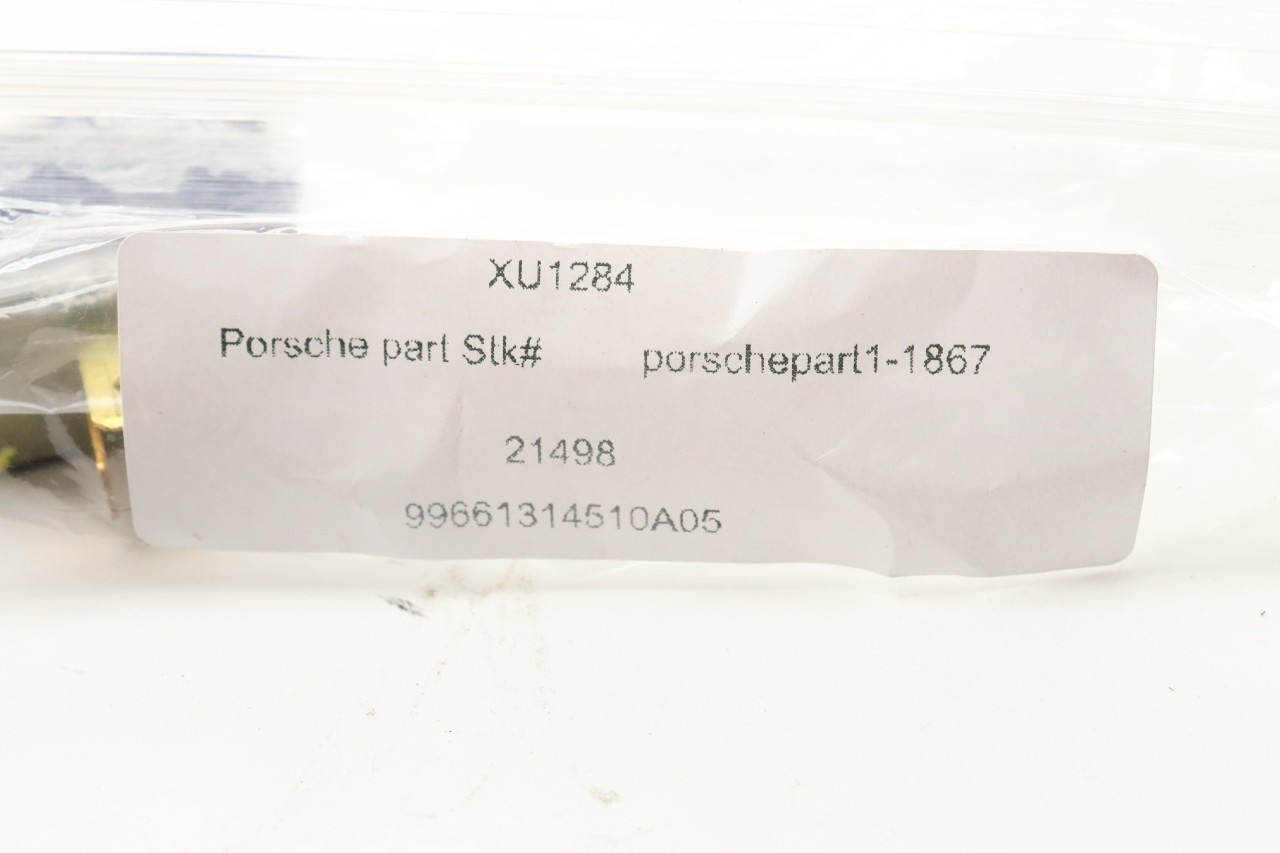 XU1284
Porsche part Stk# porschepart1-1867
21498
99661314510A05